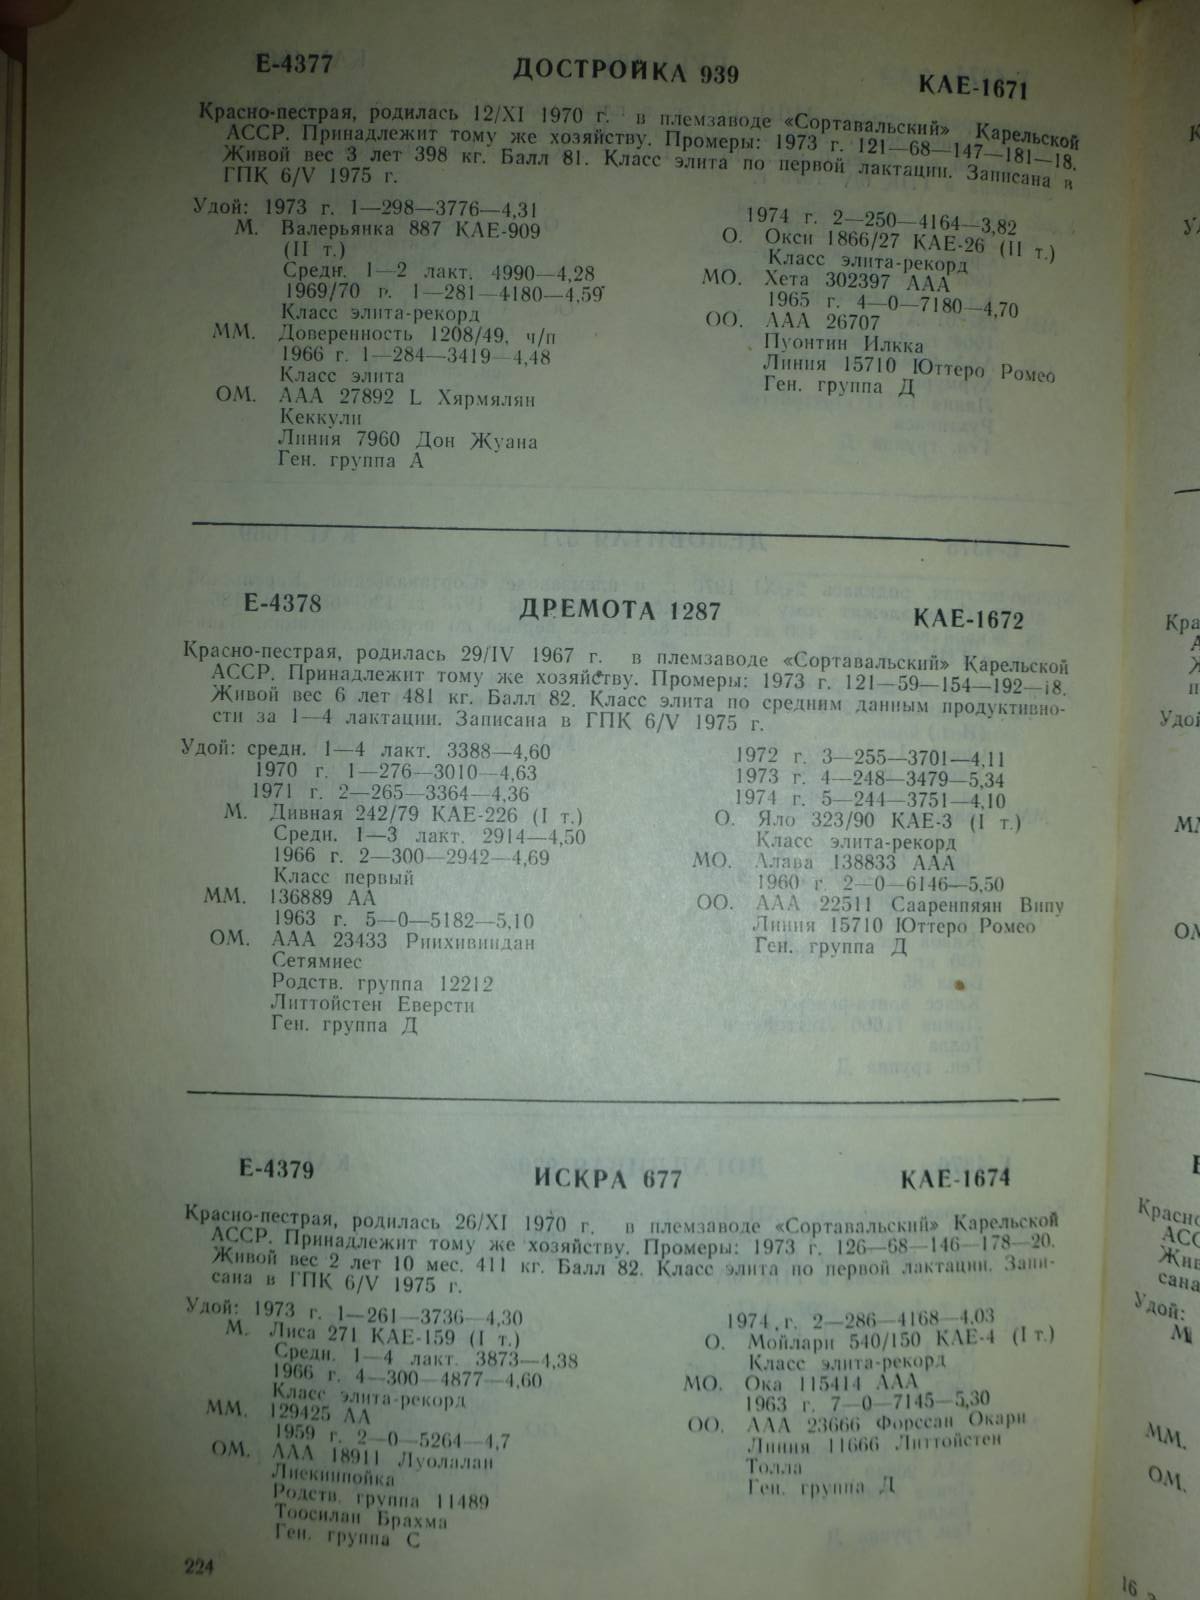 Е-4377 ДОСТРОЙКА 939 КАЕ-1671
Красно-пестрая, родилась 12/XI 1970 г. в племзаводе «Сортавальский» Карельской
АССР. Принадлежит тому же хозяйству. Промеры: 1973 г. 121—68—147—181—18.
Живой вес 3 лет 398 кг. Балл 81. Класс элита по первой лактации. Записана в
ГПК 6/V 1975 г.
Удой: 1973 г. 1—298—3776—4,31
М. Валерьянка 887 КАЕ-909
(II т.)
Средн. 1—2 лакт. 4990—4,28
1969/70 г. 1—281—4180—4,59
Класс элита-рекорд
ММ. Доверенность 1208/49, ч/п
1966 г. 1—284—3419—4,48
Класс элита
ОМ. ААА 27892 L Хярмялян
Кеккули
Линия 7960 Дон Жуана
Ген. группа А
1974 г. 2—250—4164—3,82
О. Окси 1866/27 КАЕ-26 (II т.)
Класс элита-рекорд
МО. Хета 302397 ААА
1965 г. 4—0—7180—4,70
ОО. ААА 26707
Пуонтин Илкка
Линия 15710 Юттеро Ромео
Ген. группа Д
Е-4378 ДРЕМОТА 1287 КАЕ-1672
Красно-пестрая, родилась 29/IV 1967 г. в племзаводе «Сортавальский» Карельской
АССР. Принадлежит тому же хозяйству. Промеры: 1973 г. 121—59—154—192—18.
Живой вес 6 лет 481 кг. Балл 82. Класс элита по средним данным продуктивно-
сти за 1—4 лактации. Записана в ГПК 6/V 1975 г.
Удой: средн. 1—4 лакт. 3388—4,60
1970 г. 1—276—3010—4,63
1971 г. 2—265—3364—4,36
М. Дивная 242/79 КАЕ-226 (I т.)
Средн. 1—3 лакт. 2914—4,50
1966 г. 2—300—2942—4,69
Класс первый
ММ. 136889 АА
1963 г. 5—0—5182—5,10
ОМ. ААА 23433 Риихивиидан
Сетямиес
Родств. группа 12212
Литтойстен Еверсти
Ген. группа Д
1972 г. 3—255—3701—4,11
1973 г. 4—248—3479—5,34
1974 г. 5—244—3751—4,10
О. Яло 323/90 КАЕ-3 (I т.)
Класс элита-рекорд
МО. Алава 138833 ААА
1960 г. 2—0—6146—5,50
ОО. ААА 22511 Сааренпяян Випу
Линия 15710 Юттеро Ромео
Ген. группа Д
Е-4379 ИСКРА 677 КАЕ-1674
Красно-пестрая, родилась 26/XI 1970 г. в племзаводе «Сортавальский» Карельской
АССР. Принадлежит тому же хозяйству. Промеры: 1973 г. 126—68—146—178—20.
Живой вес 2 лет 10 мес. 411 кг. Балл 82. Класс элита по первой лактации. Запи-
сана в ГПК 6/V 1975 г.
Удой: 1973 г. 1—261—3736—4,30
М. Лиса 271 КАЕ-159 (I т.)
Средн. 1—4 лакт. 3873—4,38
1966 г. 4—300—4877—4,60
Класс элита-рекорд
ММ. 129425 АА
1959 г. 2—0—5264—4,7
ОМ. ААА 18911 Луолалан
Лиекинпойка
Родств. группа 11489
Тоосилан Брахма
Ген. группа С
1974 г. 2—286—4168—4,03
О. Мойлари 540/150 КАЕ-4 (I т.)
Класс элита-рекорд
МО. Ока 115414 ААА
1963 г. 7—0—7145—5,30
ОО. ААА 23666 Форссан Окари
Линия 11666 Литтойстен
Толла
Ген. группа Д
224
Удой:
М
ММ.
ОМ.
16